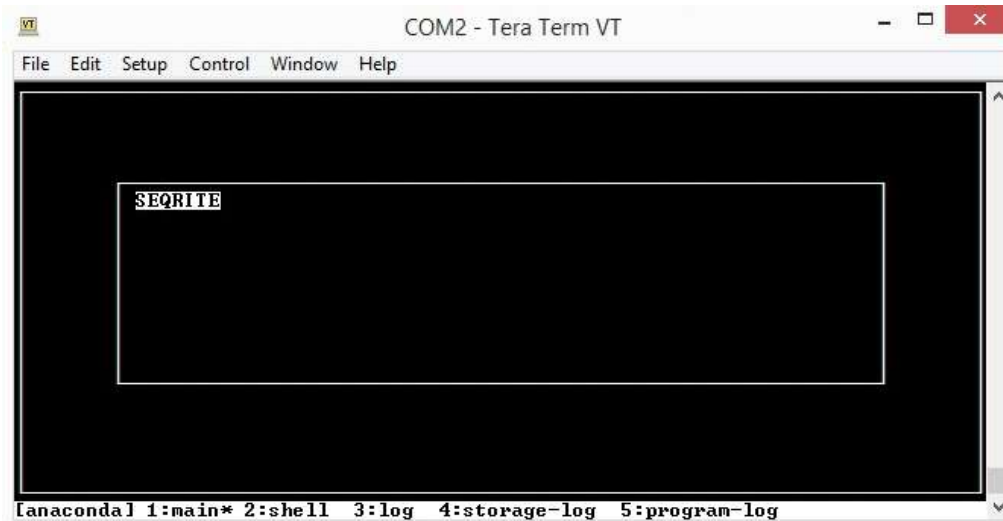 VT
COM2 - Tera Term VT
File Edit Setup Control Window Help
SEQRITE
[anaconda] 1:main* 2:shell 3:log 4:storage-log 5:program-log